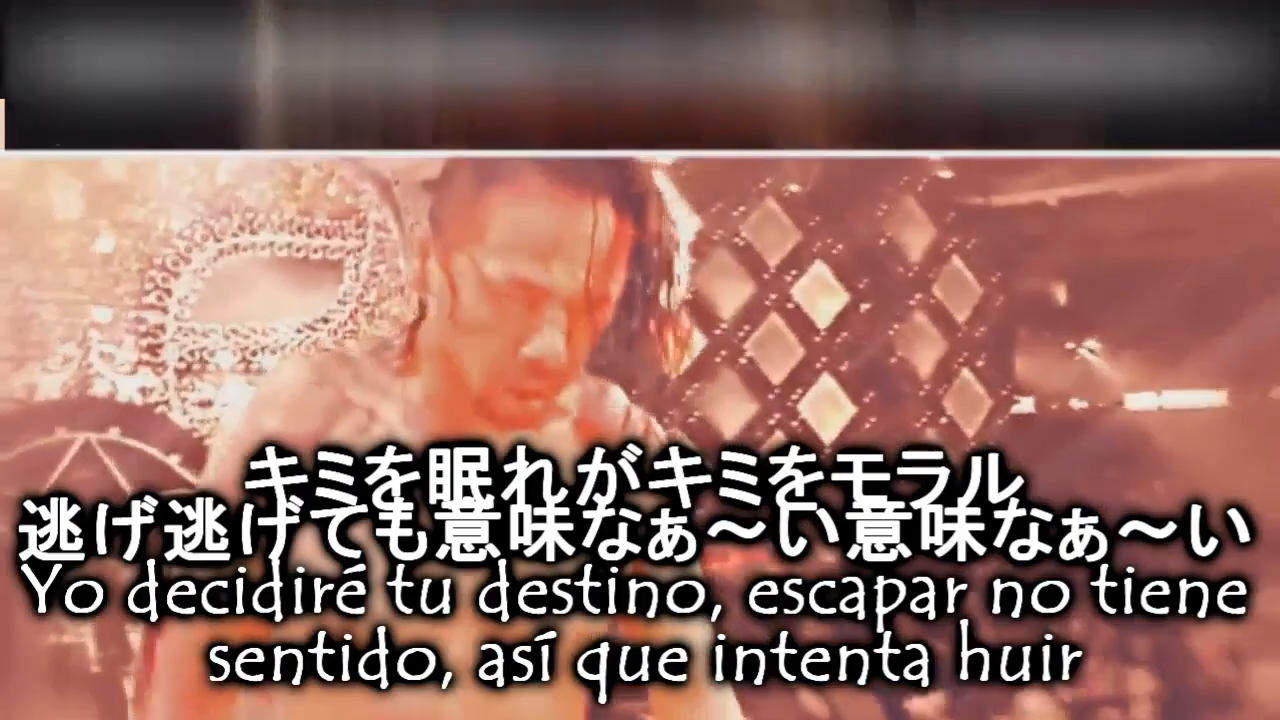 キミを眠れがキミをモラル
逃げ逃げても意味なぁ～い意味なぁ～い
Yo decidiré tu destino, escapar no tiene
sentido, así que intenta huir